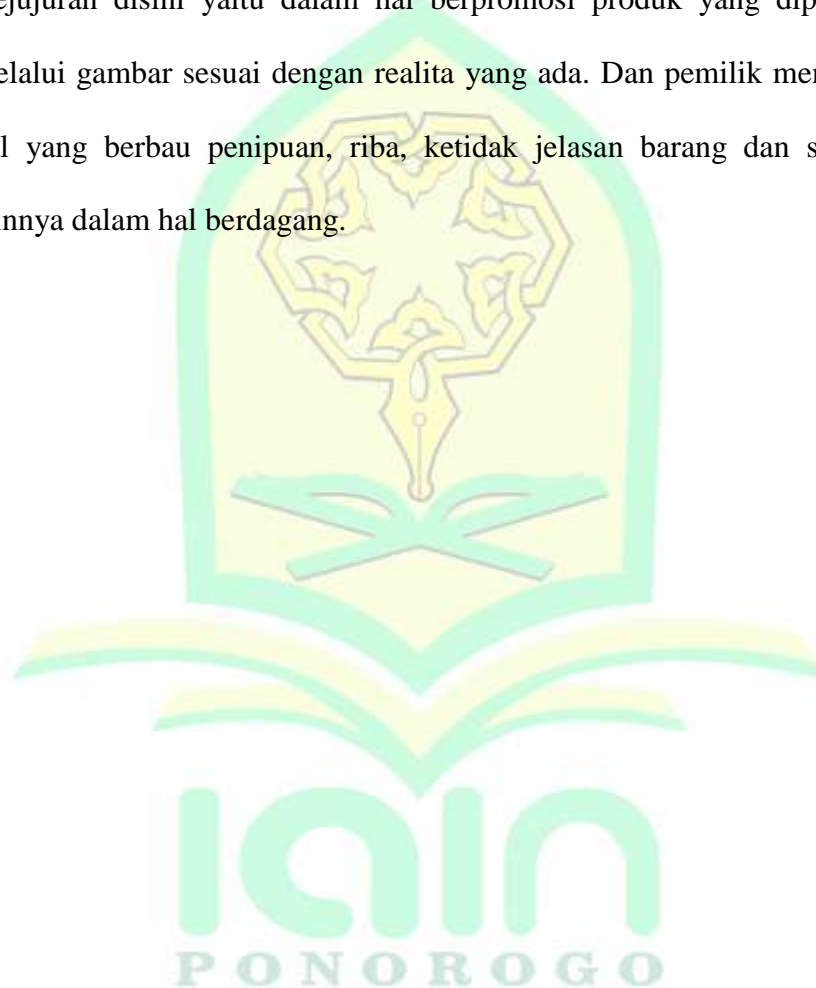 ejujuran disini yaitu dalam hal berpromosi produk yang dip
elalui gambar sesuai dengan realita yang ada. Dan pemilik mer
l yang berbau penipuan, riba, ketidak jelasan barang dan s
nnya dalam hal berdagang.
iain
PONOROGO